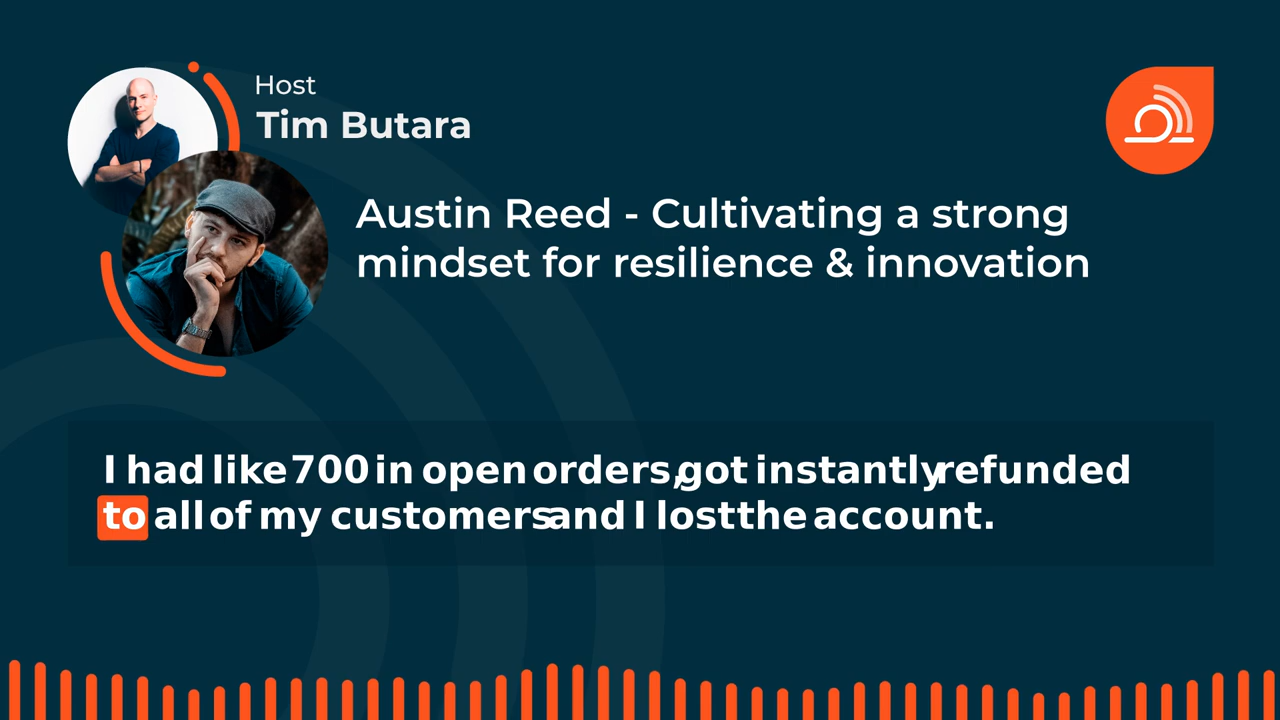 Host
Tim Butara
Austin Reed - Cultivating a strong
mindset for resilience & innovation
I had like 700 in open orders, got instantly refunded
to all of my customers and I lost the account.